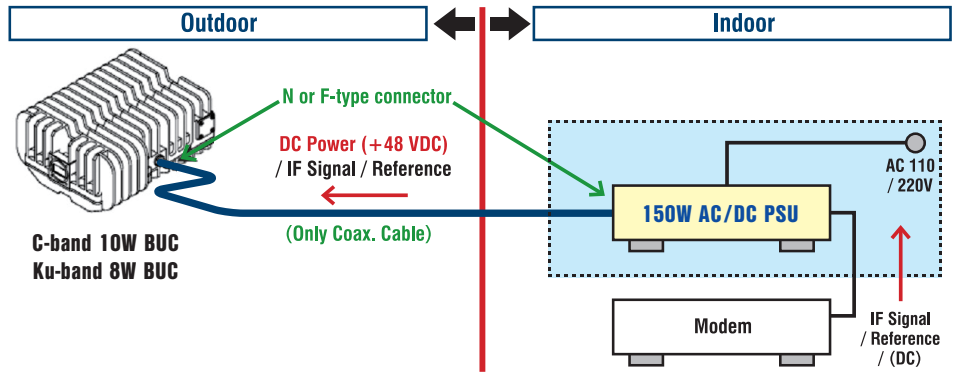 Outdoor
Indoor
N or F-type connector
DC Power (+48 VDC)
/ IF Signal / Reference
(Only Coax. Cable)
C-band 10W BUC
Ku-band 8W BUC
AC 110
/ 220V
150W AC/DC PSU
Modem
IF Signal
/ Reference
/ (DC)